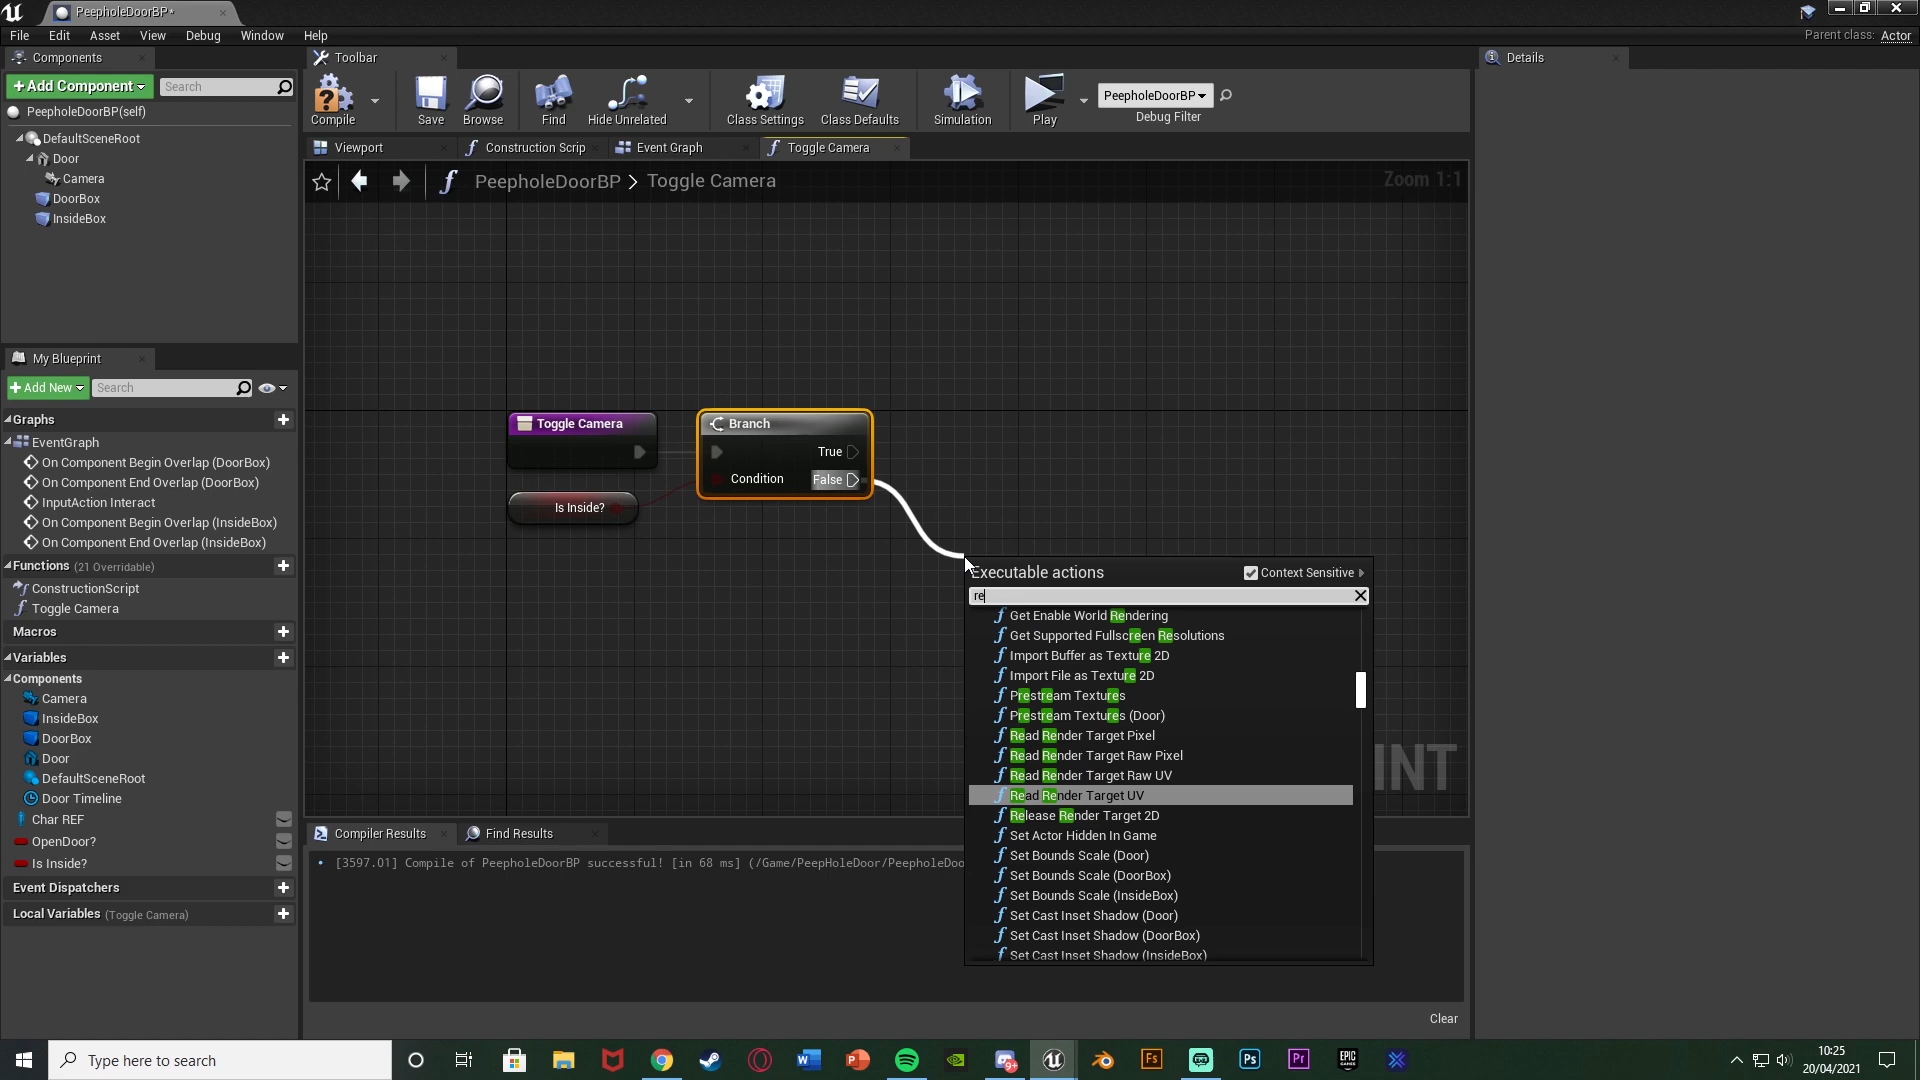 PeepholeDoorBP*
File Edit Asset View Debug Window Help
Parent class: Actor
Components
Toolbar
Details
Add Component
Search
Compile
Save
Browse
Find
Hide Unrelated
Class Settings
Class Defaults
Simulation
Play
PeepholeDoorBP
Debug Filter
PeepholeDoorBP(self)
DefaultSceneRoot
Door
Camera
DoorBox
InsideBox
Viewport
Construction Scrip
Event Graph
Toggle Camera
PeepholeDoorBP > Toggle Camera
Zoom 1:1
My Blueprint
Add New
Search
Graphs
EventGraph
On Component Begin Overlap (DoorBox)
On Component End Overlap (DoorBox)
InputAction Interact
On Component Begin Overlap (InsideBox)
On Component End Overlap (InsideBox)
Functions (21 Overridable)
ConstructionScript
Toggle Camera
Macros
Variables
Components
Camera
InsideBox
DoorBox
Door
DefaultSceneRoot
Door Timeline
Char REF
OpenDoor?
Is Inside?
Event Dispatchers
Local Variables (Toggle Camera)
Toggle Camera
Branch
True
Condition
False
Is Inside?
Executable actions
Context Sensitive
re
Get Enable World Rendering
Get Supported Fullscreen Resolutions
Import Buffer as Texture 2D
Import File as Texture 2D
Prestream Textures
Prestream Textures (Door)
Read Render Target Pixel
Read Render Target Raw Pixel
Read Render Target Raw UV
Read Render Target UV
Release Render Target 2D
Set Actor Hidden In Game
Set Bounds Scale (Door)
Set Bounds Scale (DoorBox)
Set Bounds Scale (InsideBox)
Set Cast Inset Shadow (Door)
Set Cast Inset Shadow (DoorBox)
Set Cast Inset Shadow (InsideBox)
INT
Compiler Results
Find Results
[3597.01] Compile of PeepholeDoorBP successful! [in 68 ms] (/Game/PeepHoleDoor/PeepholeDoo
Clear
Type here to search
10:25
20/04/2021